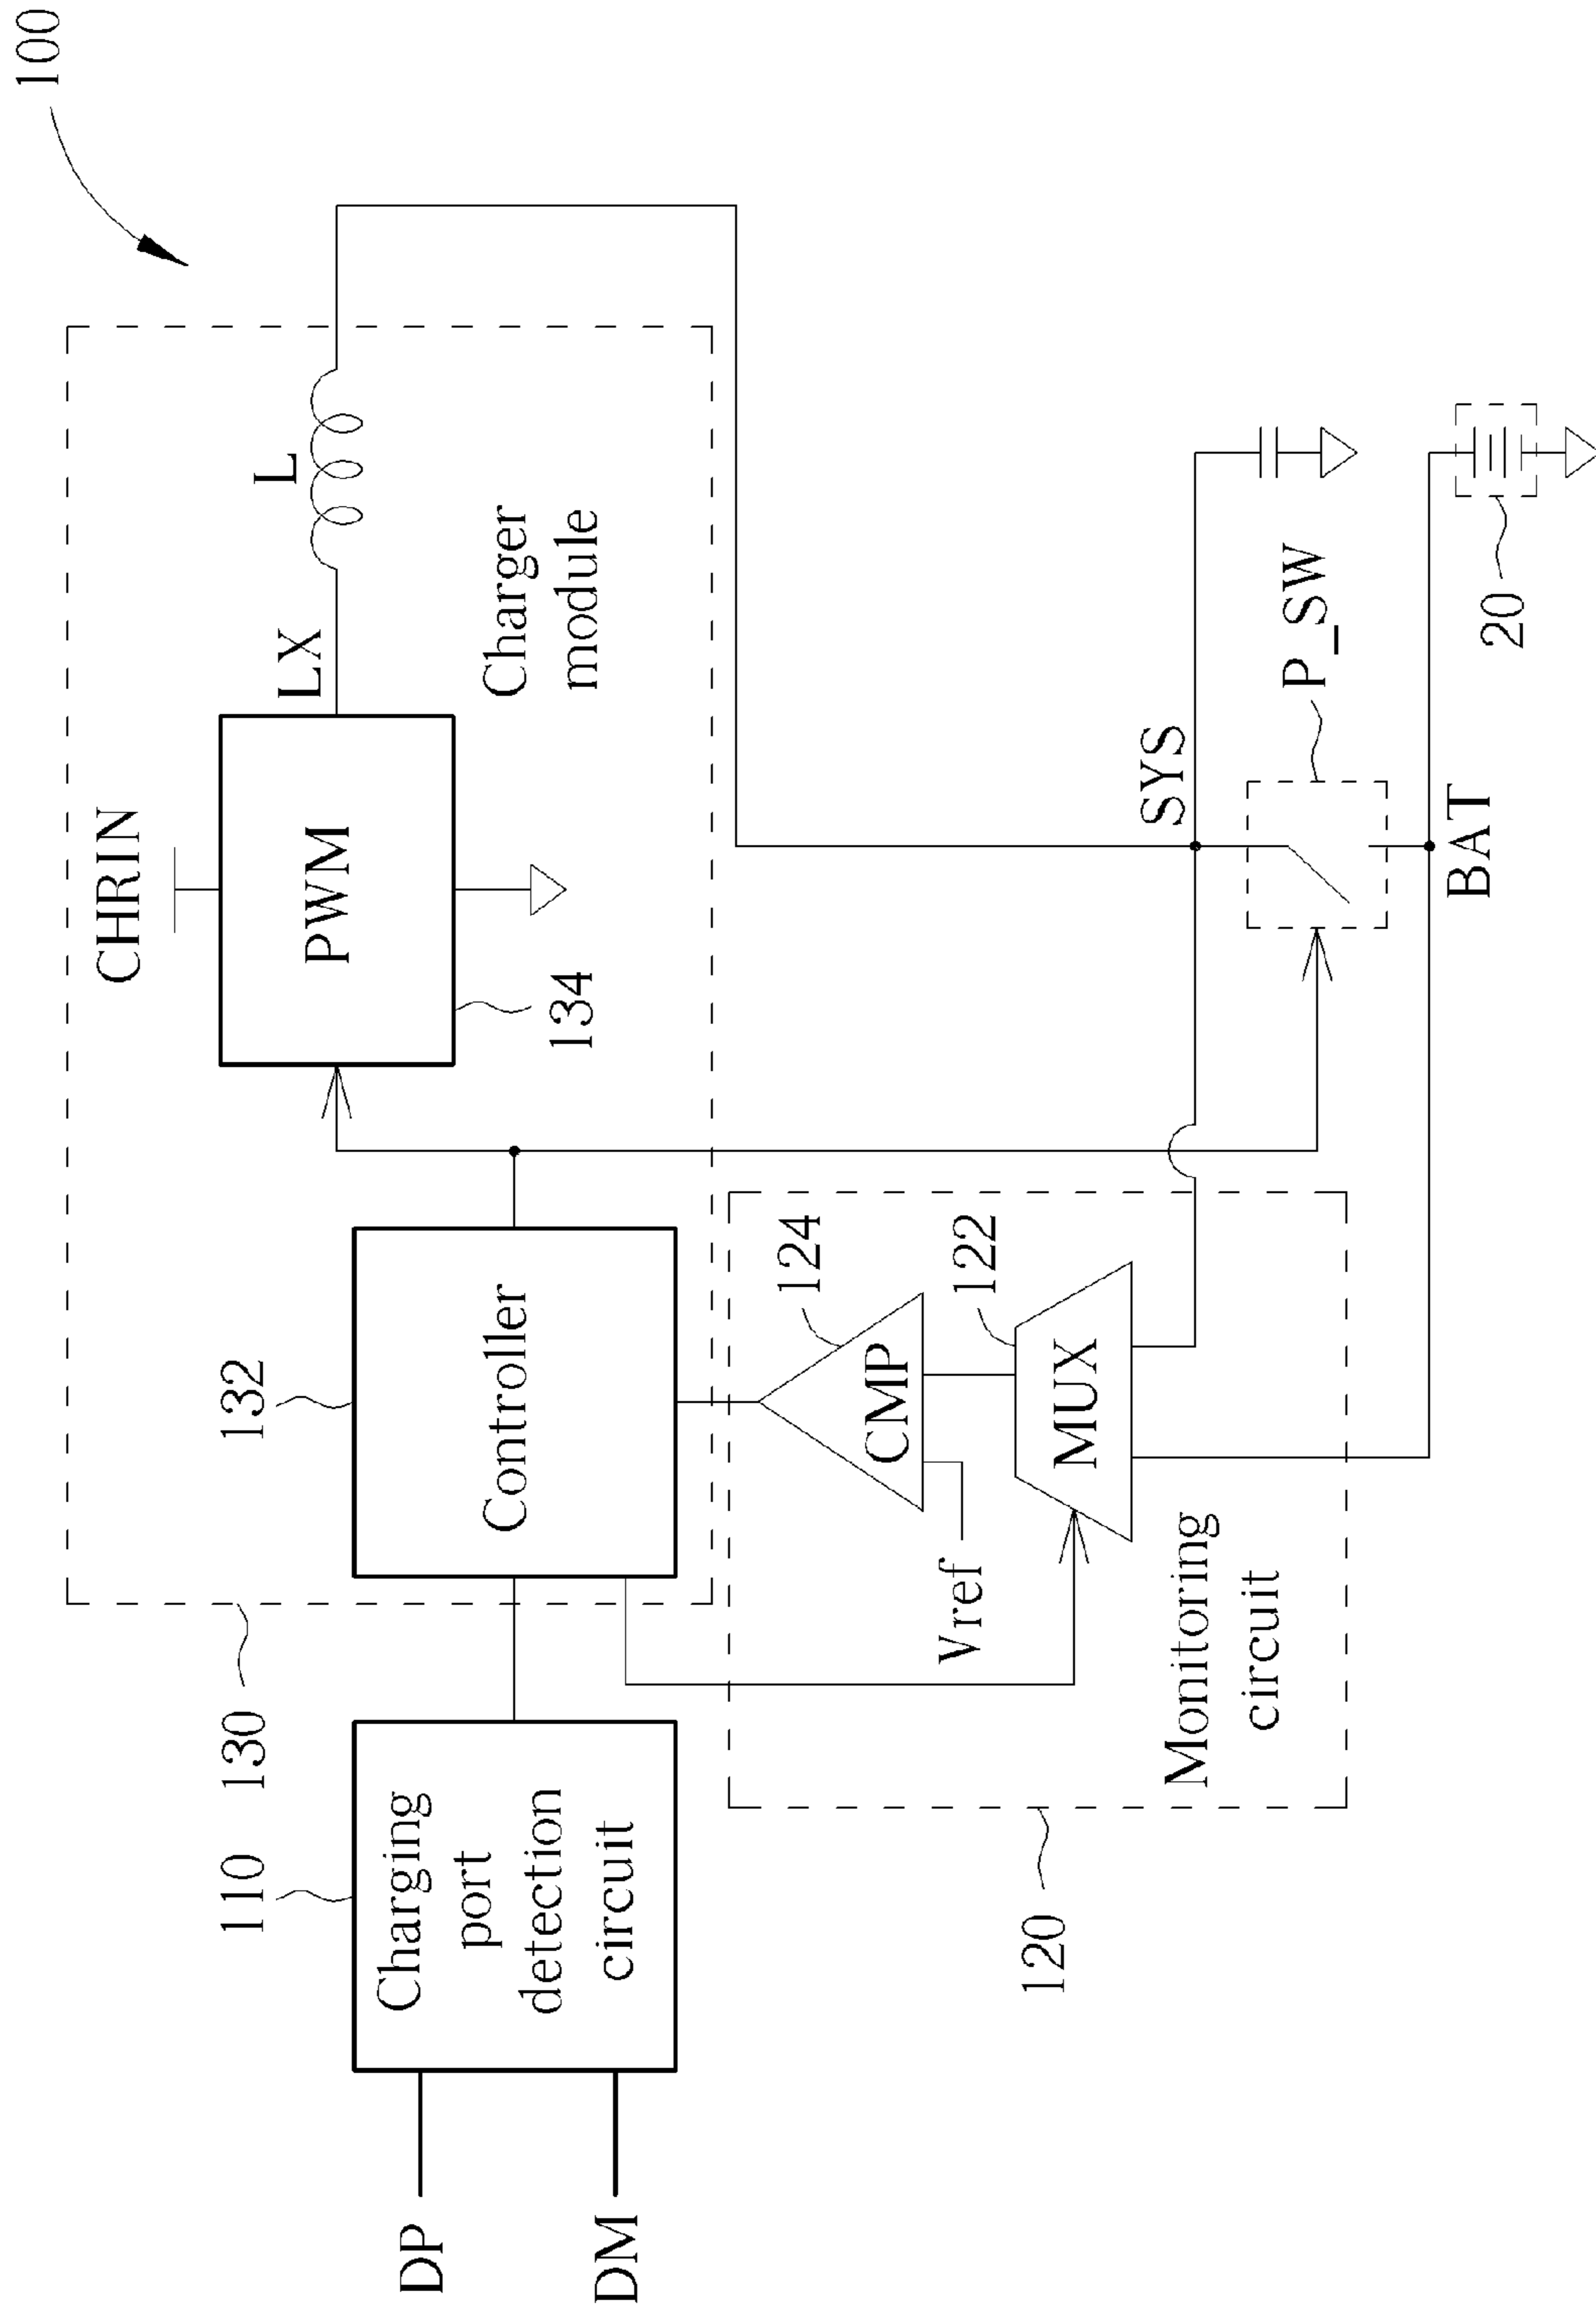 100
CHRIN
LX
L
PWM
134
Charger
module
132
Controller
130
110
Charging
port
detection
circuit
DP
DM
124
CMP
Vref
122
MUX
Monitoring
circuit
120
SYS
P_SW
BAT
20